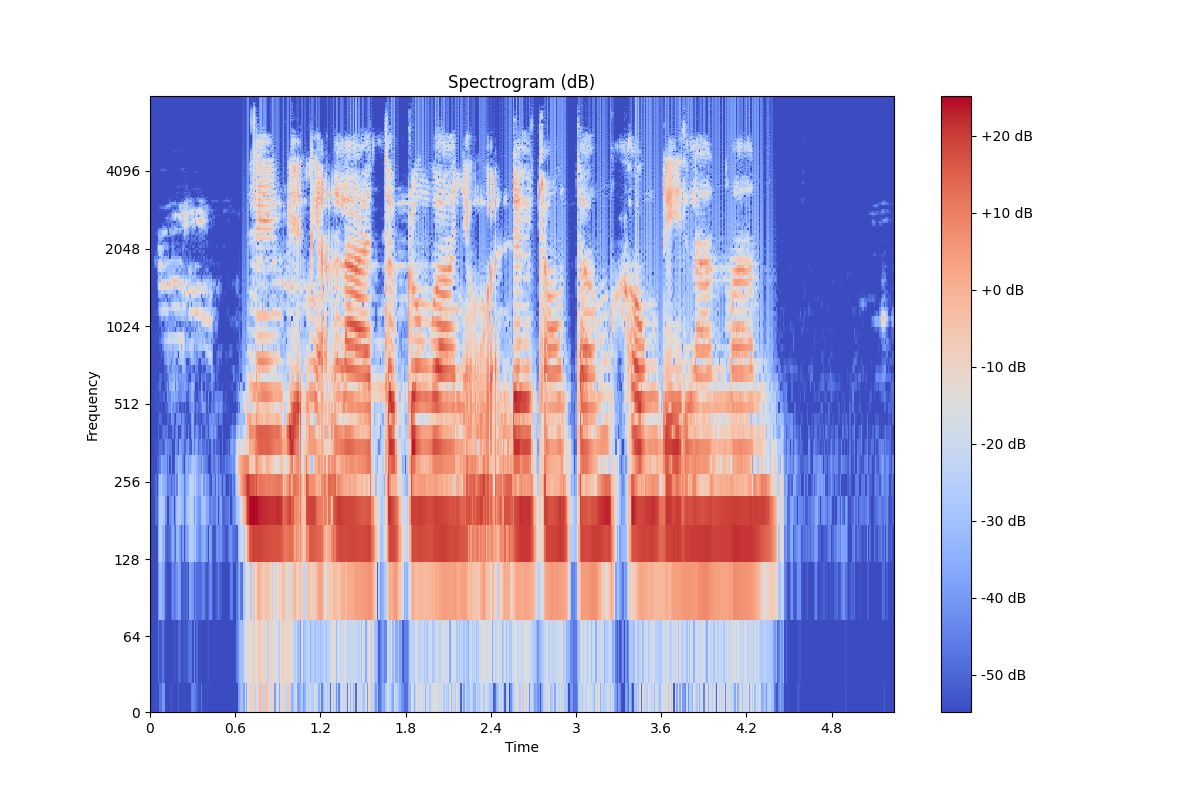 Spectrogram (dB)
4096
2048
1024
512
256
128
64
0
Frequency
0 0.6 1.2 1.8 2.4 3 3.6 4.2 4.8
Time
+20 dB
+10 dB
+0 dB
-10 dB
-20 dB
-30 dB
-40 dB
-50 dB